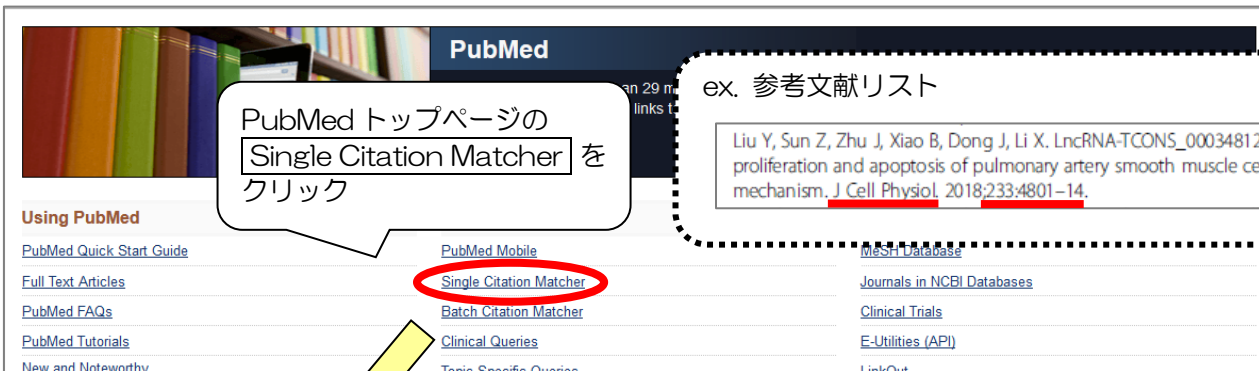 PubMed
an 29 m
links t
PubMed トップページの
Single Citation Matcher を
クリック
ex. 参考文献リスト
Liu Y, Sun Z, Zhu J, Xiao B, Dong J, Li X. LncRNA-TCONS_00034812
proliferation and apoptosis of pulmonary artery smooth muscle ce
mechanism. J Cell Physiol. 2018;233:4801–14.
Using PubMed
PubMed Quick Start Guide
Full Text Articles
PubMed FAQs
PubMed Tutorials
New and Noteworthy
PubMed Mobile
Single Citation Matcher
Batch Citation Matcher
Clinical Queries
Topic-Specific Queries
MeSH Database
Journals in NCBI Databases
Clinical Trials
E-Utilities (API)
LinkOut